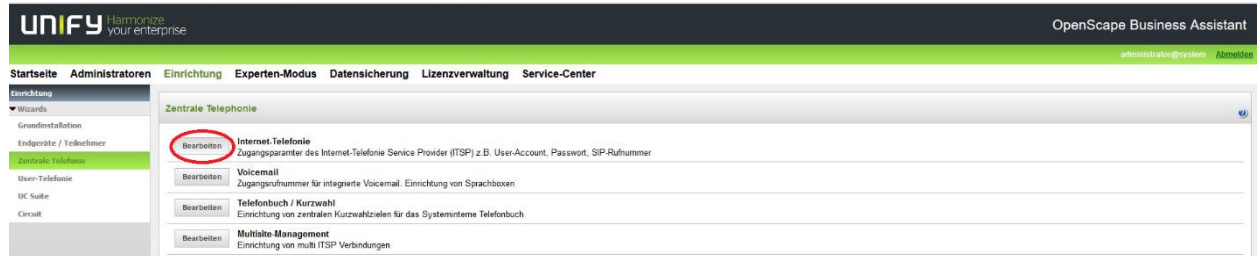 UNIFY Harmonize
your enterprise
OpenScape Business Assistant
administrator@system Abmelden
Startseite Administratoren Einrichtung Experten-Modus Datensicherung Lizenzverwaltung Service-Center
Einrichtung
Wizards
Grundinstallation
Endgeräte / Teilnehmer
Zentrale Telefonie
User-Telefonie
UC Suite
Circuit
Zentrale Telephonie
Bearbeiten
Internet-Telefonie
Zugangsparamter des Internet-Telefonie Service Provider (ITSP) z.B. User-Account, Passwort, SIP-Rufnummer
Bearbeiten
Voicemail
Zugangsrufnummer für integrierte Voicemail. Einrichtung von Sprachboxen
Bearbeiten
Telefonbuch / Kurzwahl
Einrichtung von zentralen Kurzwahlzielen für das Systeminterne Telefonbuch
Bearbeiten
Multisite-Management
Einrichtung von multi ITSP Verbindungen